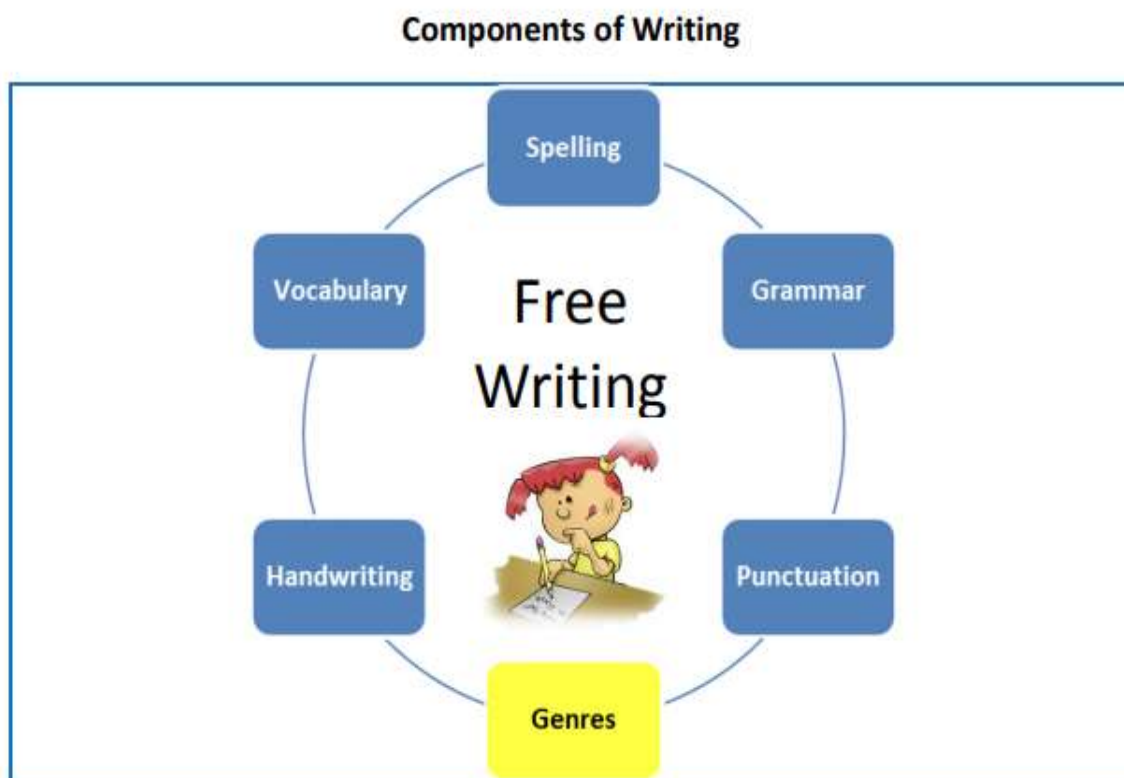 Components of Writing
Spelling
Vocabulary
Grammar
Free
Writing
Handwriting
Punctuation
Genres